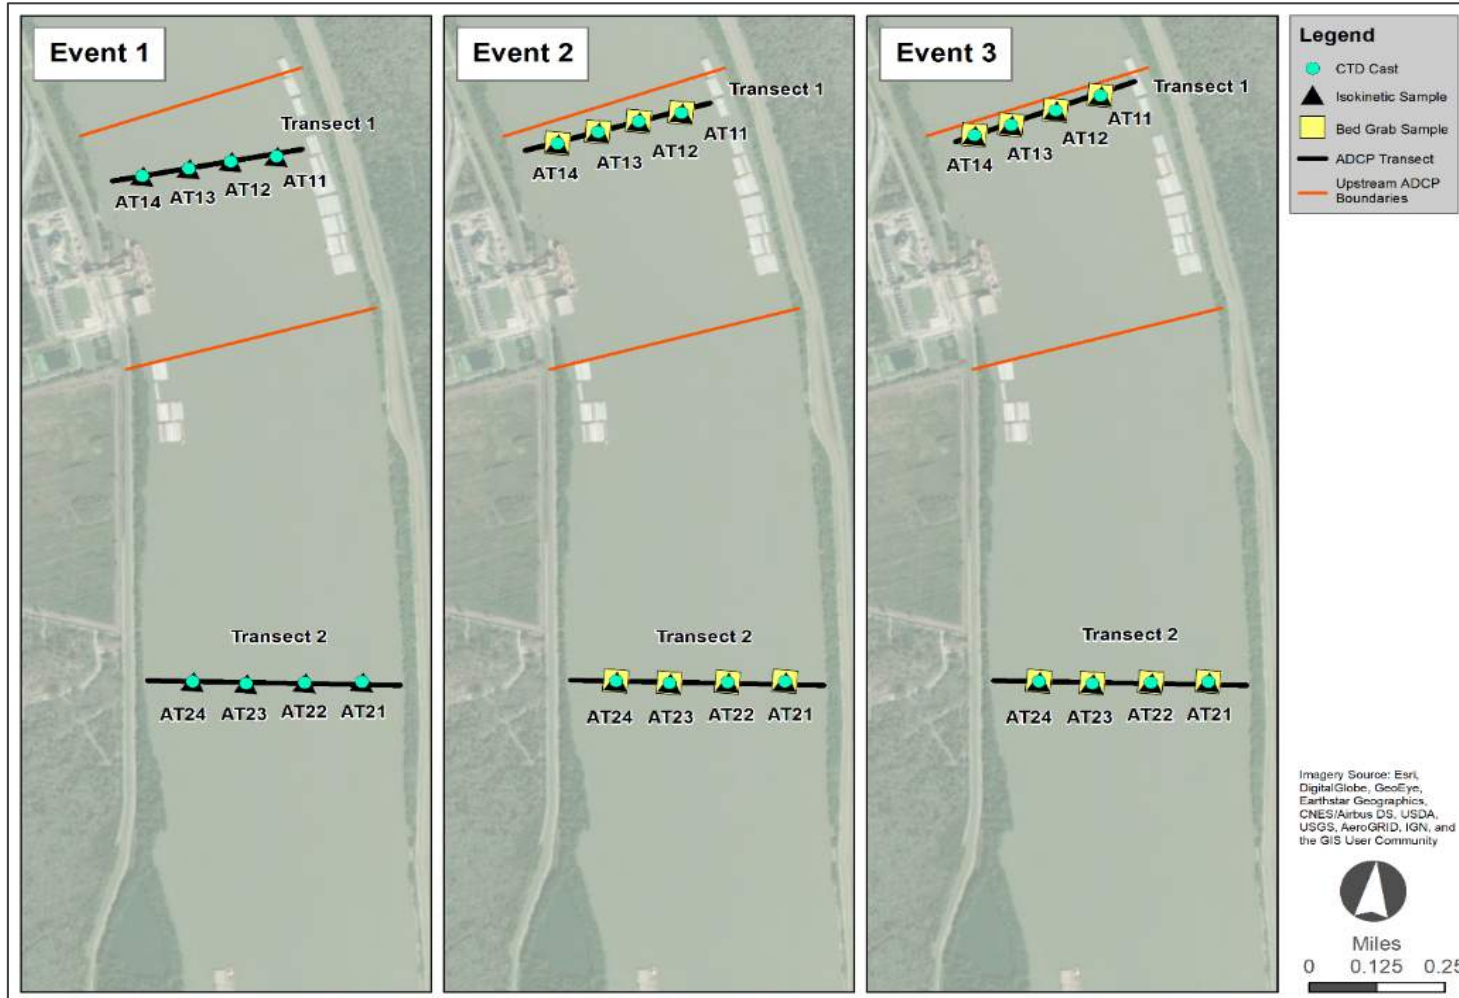 Event 1
Transect 1
AT14 AT13 AT12 AT11
Transect 2
AT24 AT23 AT22 AT21
Event 2
Transect 1
AT14 AT13 AT12 AT11
Transect 2
AT24 AT23 AT22 AT21
Event 3
Transect 1
AT14 AT13 AT12 AT11
Transect 2
AT24 AT23 AT22 AT21
Legend
CTD Cast
Isokinetic Sample
Bed Grab Sample
ADCP Transect
Upstream ADCP
Boundaries
Imagery Source: Esri,
DigitalGlobe, GeoEye,
Earthstar Geographics,
CNES/Airbus DS, USDA,
USGS, AeroGRID, IGN, and
the GIS User Community
Miles
0 0.125 0.25